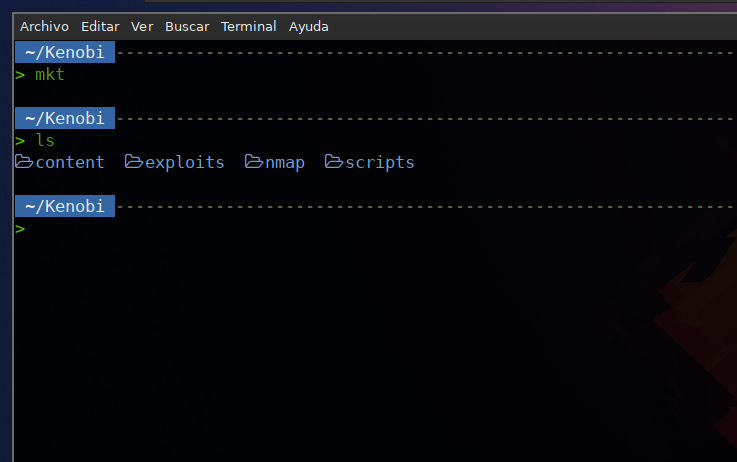 Archivo Editar Ver Buscar Terminal Ayuda
~/Kenobi
> mkt
~/Kenobi
> ls
content exploits nmap scripts
~/Kenobi
>